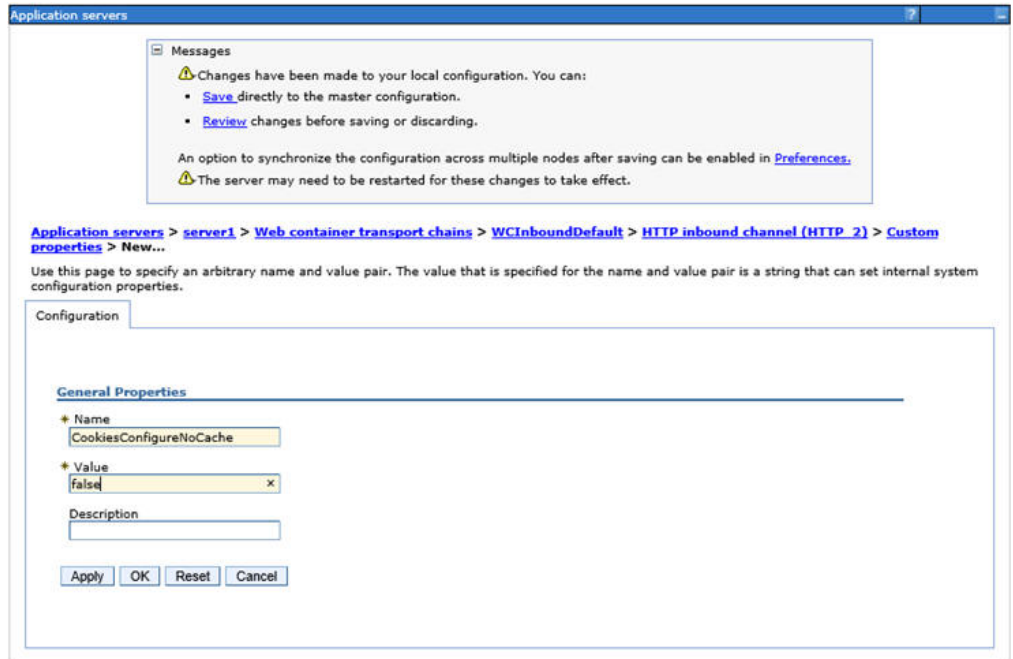 Application servers
?
Messages
Changes have been made to your local configuration. You can:
• Save directly to the master configuration.
• Review changes before saving or discarding.
An option to synchronize the configuration across multiple nodes after saving can be enabled in Preferences.
The server may need to be restarted for these changes to take effect.
Application servers > server1 > Web container transport chains > WCInboundDefault > HTTP inbound channel (HTTP_2) > Custom
properties > New...
Use this page to specify an arbitrary name and value pair. The value that is specified for the name and value pair is a string that can set internal system
configuration properties.
Configuration
General Properties
Name
CookiesConfigureNoCache
Value
false
Description
Apply OK Reset Cancel